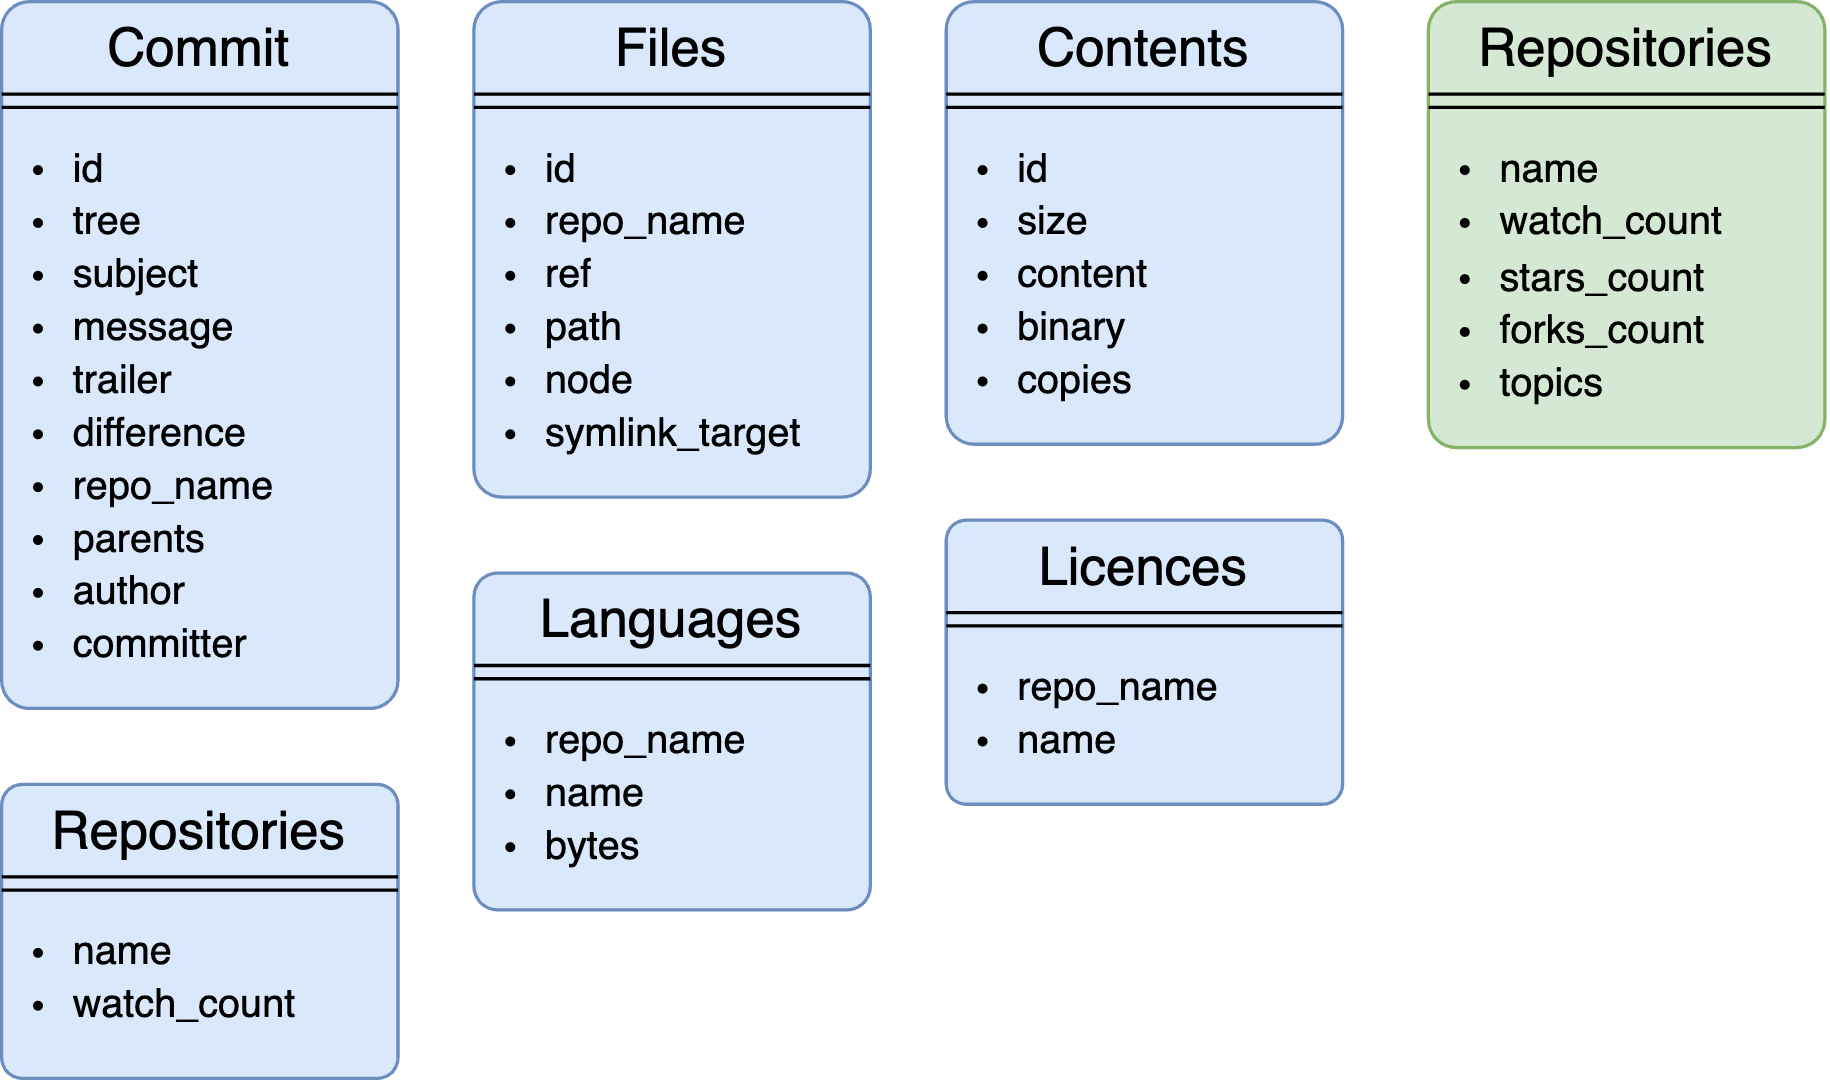 Commit
id
tree
subject
message
trailer
difference
repo_name
parents
author
committer
Repositories
name
watch_count
Files
id
repo_name
ref
path
node
symlink_target
Languages
repo_name
name
bytes
Contents
id
size
content
binary
copies
Licences
repo_name
name
Repositories
name
watch_count
stars_count
forks_count
topics